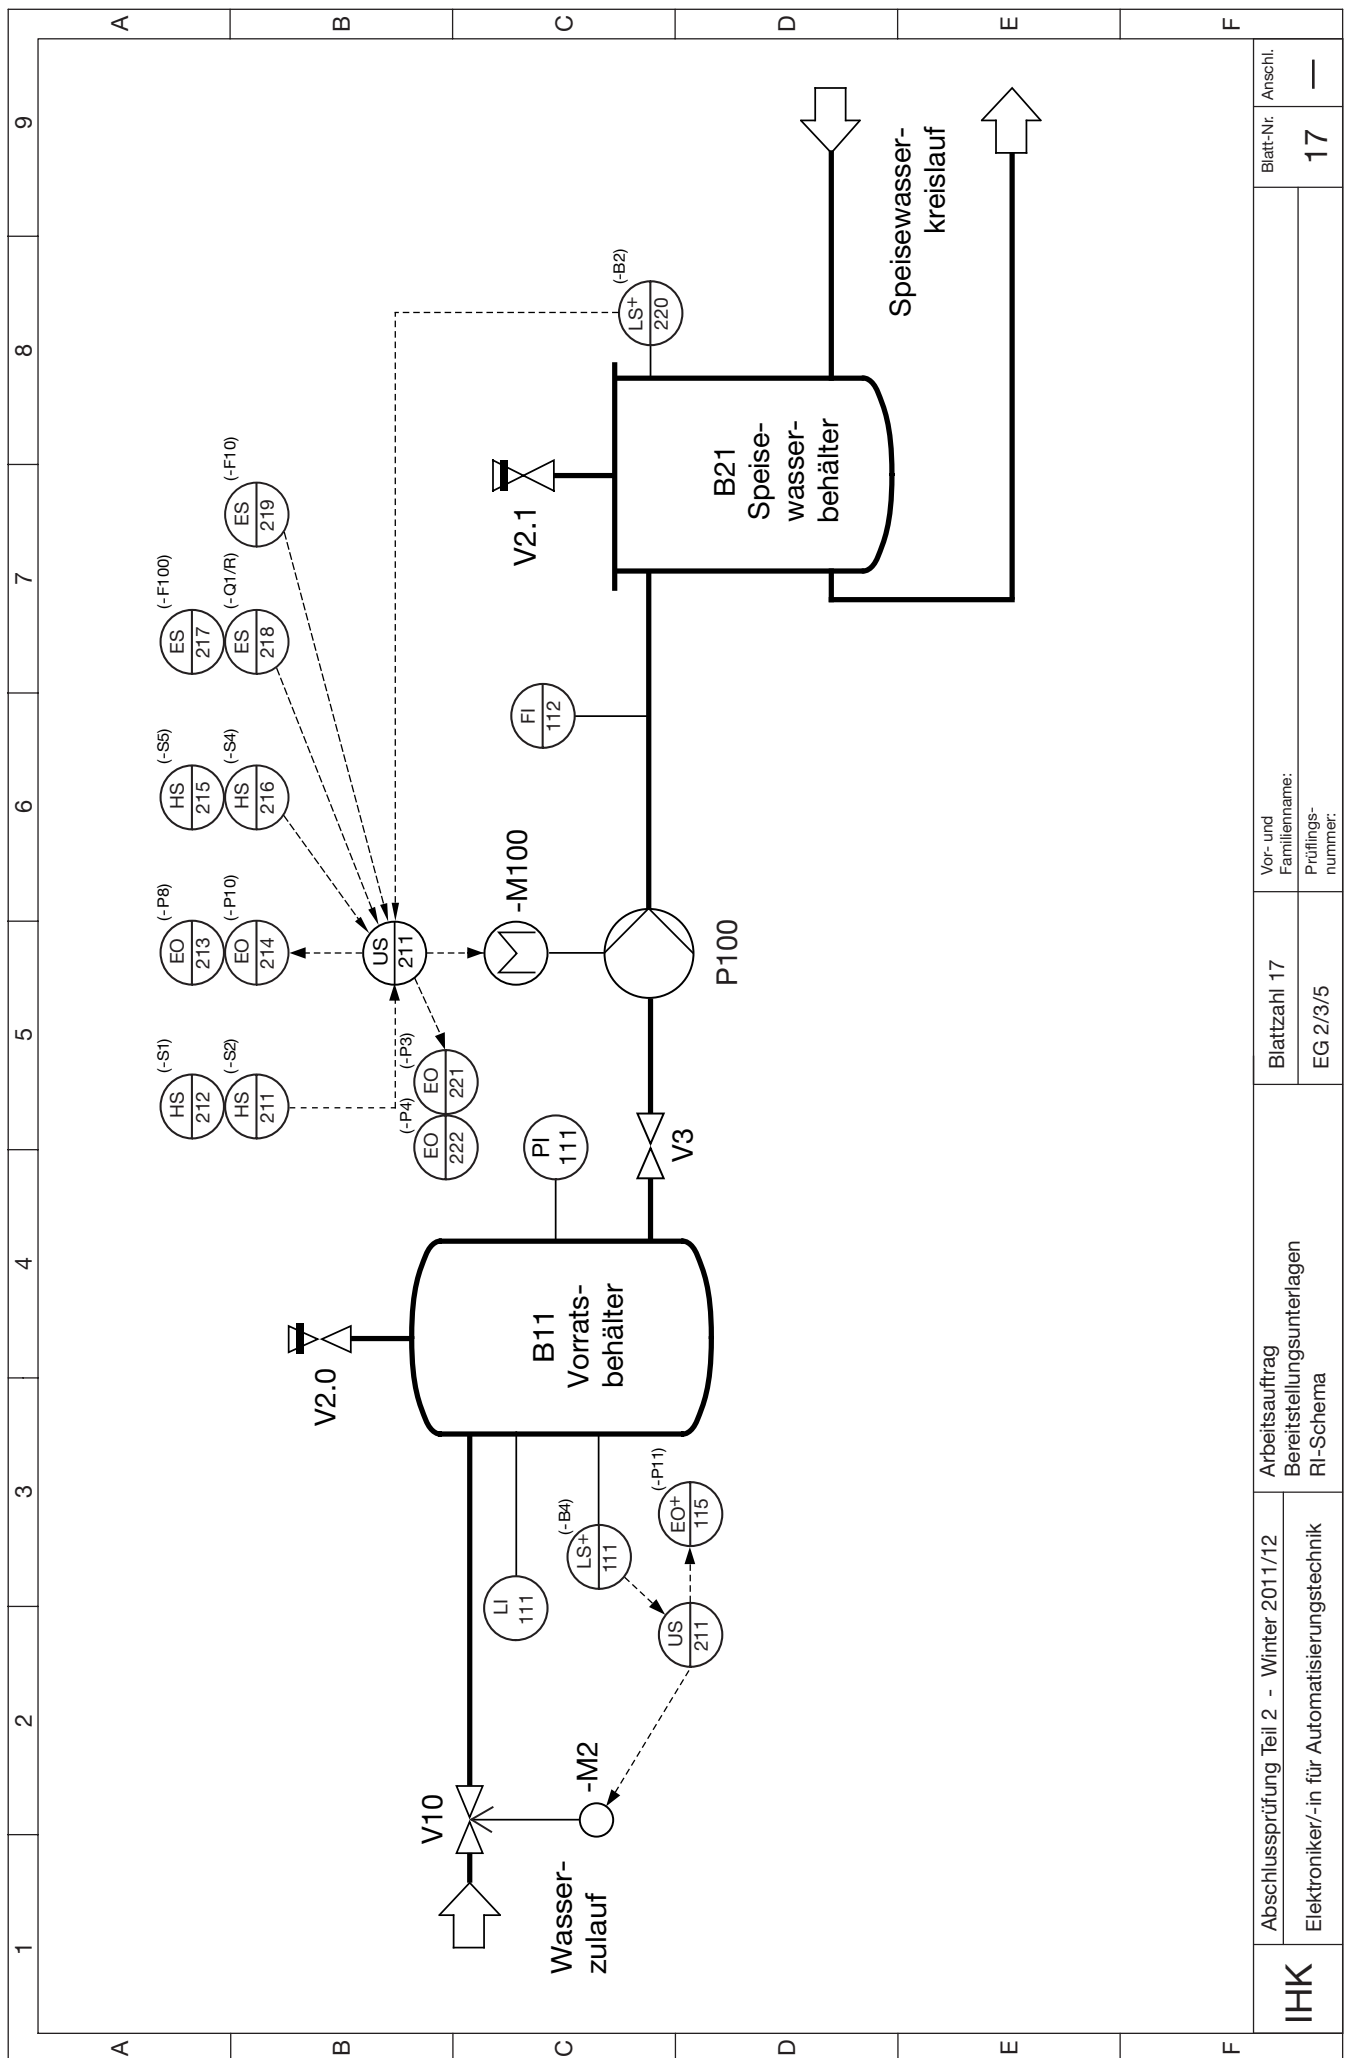 1
2
3
4
5
6
7
8
9
A
B
C
D
E
F
A
B
C
D
E
F
HS
212
(-S1)
HS
211
(-S2)
EO
213
(-P8)
EO
214
(-P10)
HS
215
(-S5)
HS
216
(-S4)
ES
217
(-F100)
ES
218
(-Q1/R)
ES
219
(-F10)
US
211
EO
222
(-P4)
EO
221
(-P3)
V2.0
V10
-M2
Wasser-
zulauf
LI
111
LS+
111
(-B4)
US
211
EO+
115
(-P11)
B11
Vorrats-
behälter
PI
111
V3
-M100
P100
FI
112
V2.1
B21
Speise-
wasser-
behälter
LS+
220
(-B2)
Speisewasser-
kreislauf
IHK
Abschlussprüfung Teil 2 - Winter 2011/12
Elektroniker/-in für Automatisierungstechnik
Arbeitsauftrag
Bereitstellungsunterlagen
RI-Schema
Blattzahl 17
EG 2/3/5
Vor- und
Familienname:
Prüflings-
nummer:
Blatt-Nr.
17
Anschl.
—